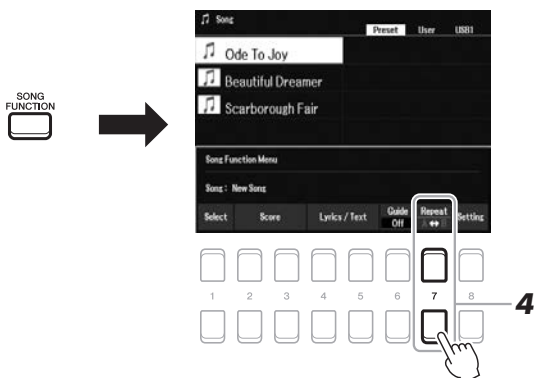 Song
Preset User USB1
Ode To Joy
Beautiful Dreamer
Scarborough Fair
SONG
FUNCTION
Song Function Menu
Song : New Song
Select Score Lyrics / Text Guide Off Repeat A ↔ B Setting
1 2 3 4 5 6 7 8
4